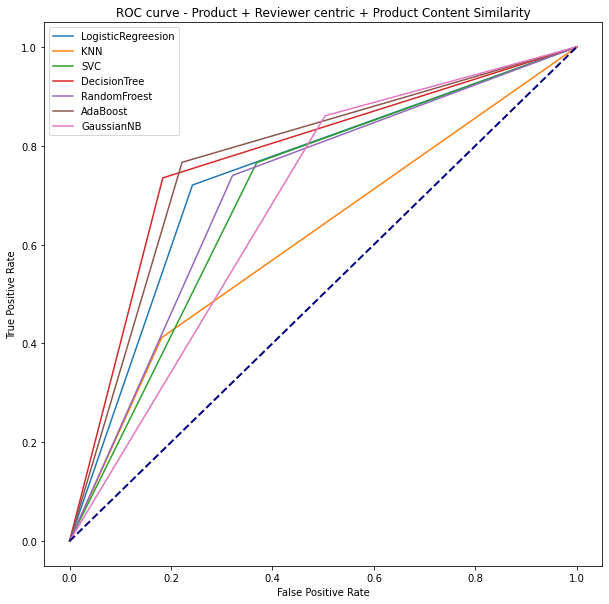 ROC curve - Product + Reviewer centric + Product Content Similarity
LogisticRegreesion
KNN
SVC
DecisionTree
RandomFroest
AdaBoost
GaussianNB
1.0
0.8
0.6
0.4
0.2
0.0
True Positive Rate
0.0 0.2 0.4 0.6 0.8 1.0
False Positive Rate